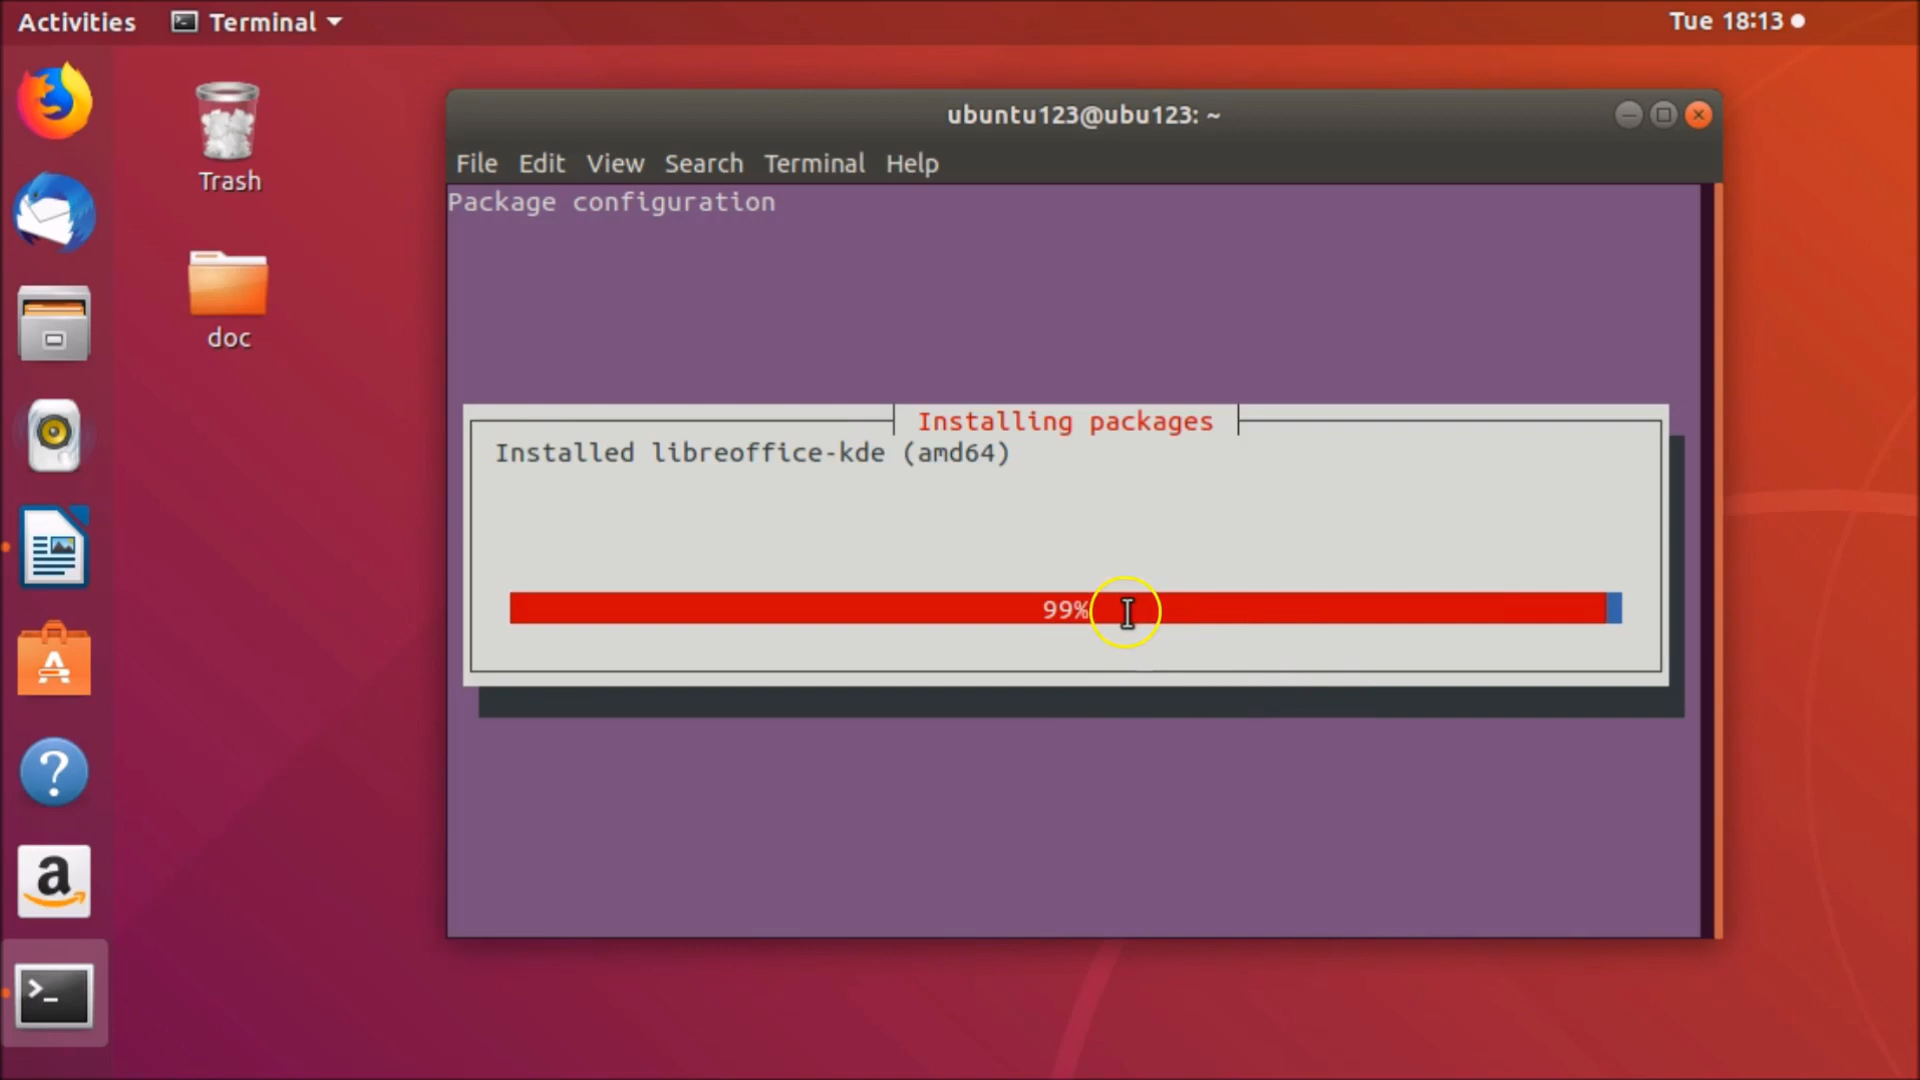 Activities
Terminal
Tue 18:13
Trash
doc
ubuntu123@ubu123: ~
File Edit View Search Terminal Help
Package configuration
Installing packages
Installed libreoffice-kde (amd64)
99%